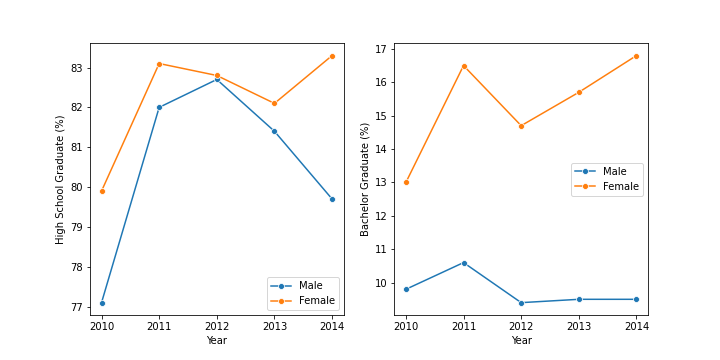 High School Graduate (%)
83
82
81
80
79
78
77
Male
Female
2010 2011 2012 2013 2014
Year
Bachelor Graduate (%)
17
16
15
14
13
12
11
10
Male
Female
2010 2011 2012 2013 2014
Year